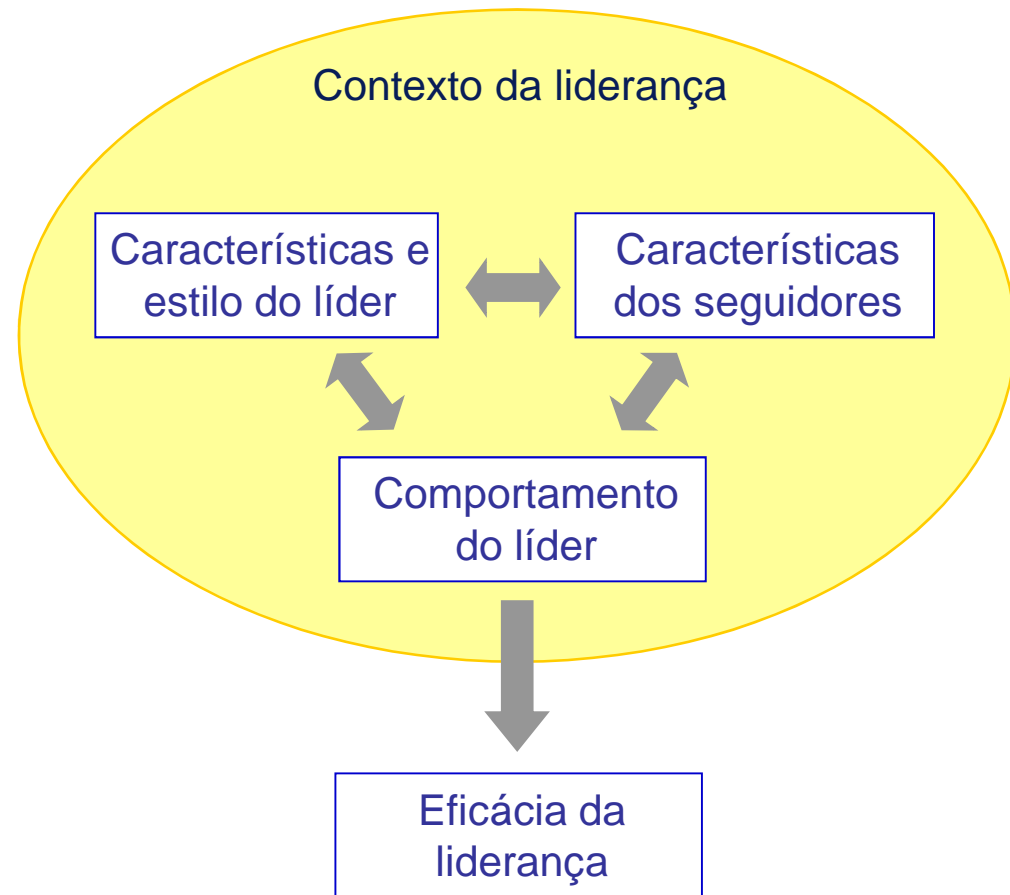 Contexto da liderança
Características e
estilo do líder
Características
dos seguidores
Comportamento
do líder
Eficácia da
liderança